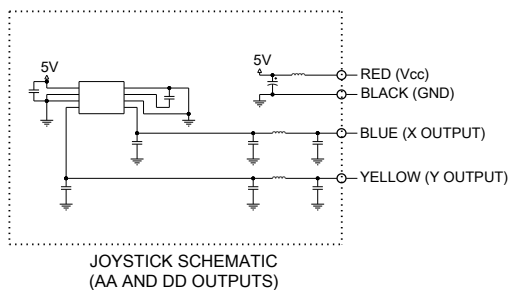 5V
5V
RED (Vcc)
BLACK (GND)
BLUE (X OUTPUT)
YELLOW (Y OUTPUT)
JOYSTICK SCHEMATIC
(AA AND DD OUTPUTS)